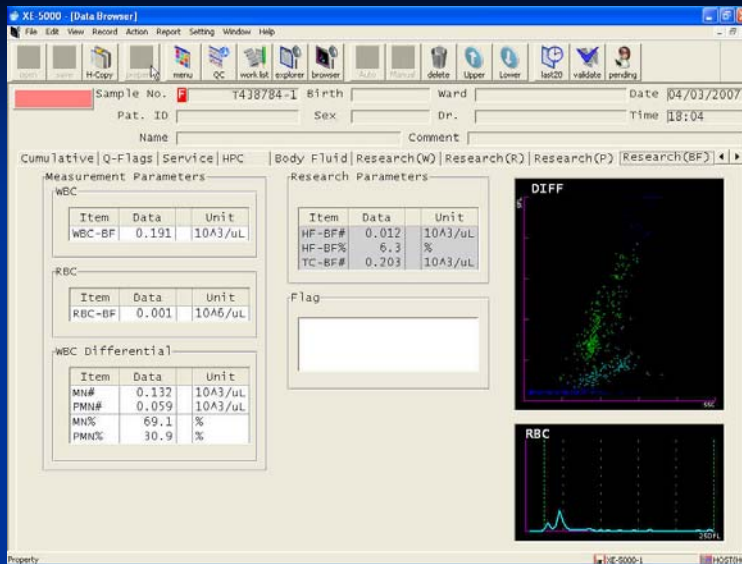 XE-5000 - [Data Browser]
File Edit View Record Action Report Setting Window Help
open save H-Copy property menu QC work list explorer browser Auto Manual delete Upper Lower last20 validate pending
Sample No. F T438784-1 Birth Ward Date 04/03/2007
Pat. ID Sex Dr. Time 18:04
Name Comment
Cumulative Q-Flags Service HPC Body Fluid Research(W) Research(R) Research(P) Research(BF)
Measurement Parameters
WBC
Item Data Unit
WBC-BF 0.191 10^3/uL
RBC
Item Data Unit
RBC-BF 0.001 10^6/uL
WBC Differential
Item Data Unit
MN# 0.132 10^3/uL
PMN# 0.059 10^3/uL
MN% 69.1 %
PMN% 30.9 %
Research Parameters
Item Data Unit
HF-BF# 0.012 10^3/uL
HF-BF% 6.3 %
TC-BF# 0.203 10^3/uL
Flag
DIFF
SSC
RBC
250fL
Property XE-5000-1